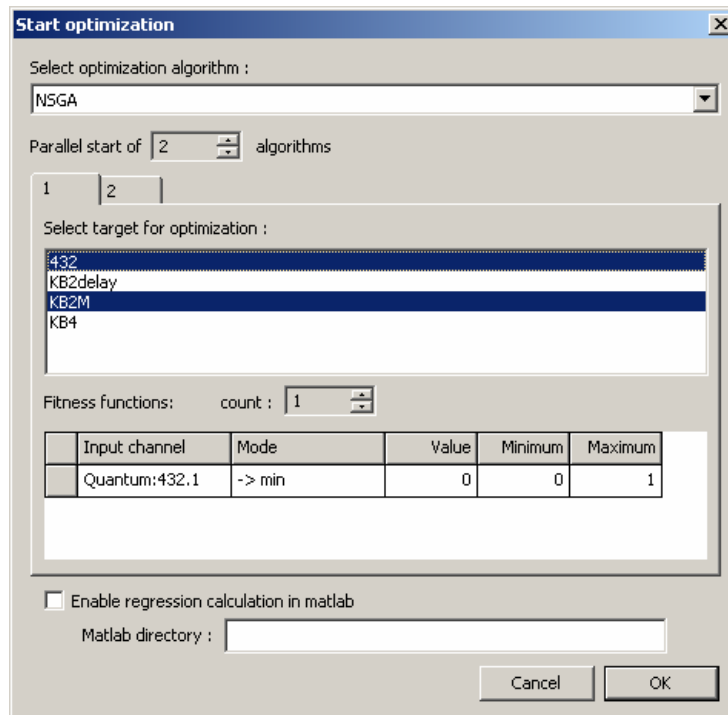 Start optimization
Select optimization algorithm :
NSGA
Parallel start of 2 algorithms
1 2
Select target for optimization :
432
KB2delay
KB2M
KB4
Fitness functions: count : 1
Input channel Mode Value Minimum Maximum
Quantum:432.1 -> min 0 0 1
Enable regression calculation in matlab
Matlab directory :
Cancel OK